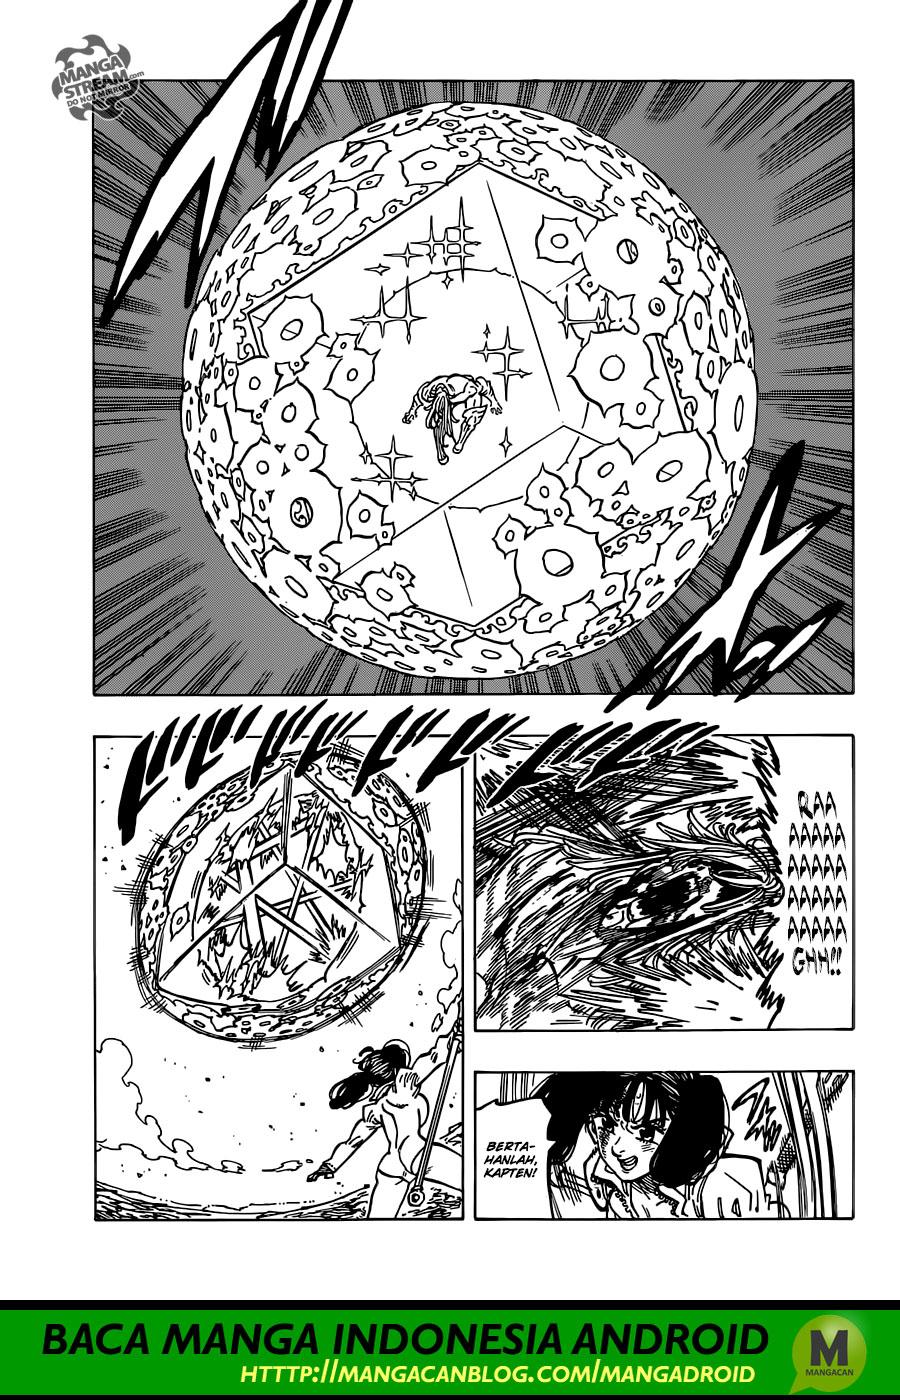 MANGA
STREAM.com
DO NOT MIRROR
RAA
AAAAA
AAAAA
AAAAA
AAAAA
GHH!!
BERTA-
HANLAH,
KAPTEN!
BACA MANGA INDONESIA ANDROID
HTTTP://MANGACANBLOG.COM/MANGADROID
M
MANGACAN